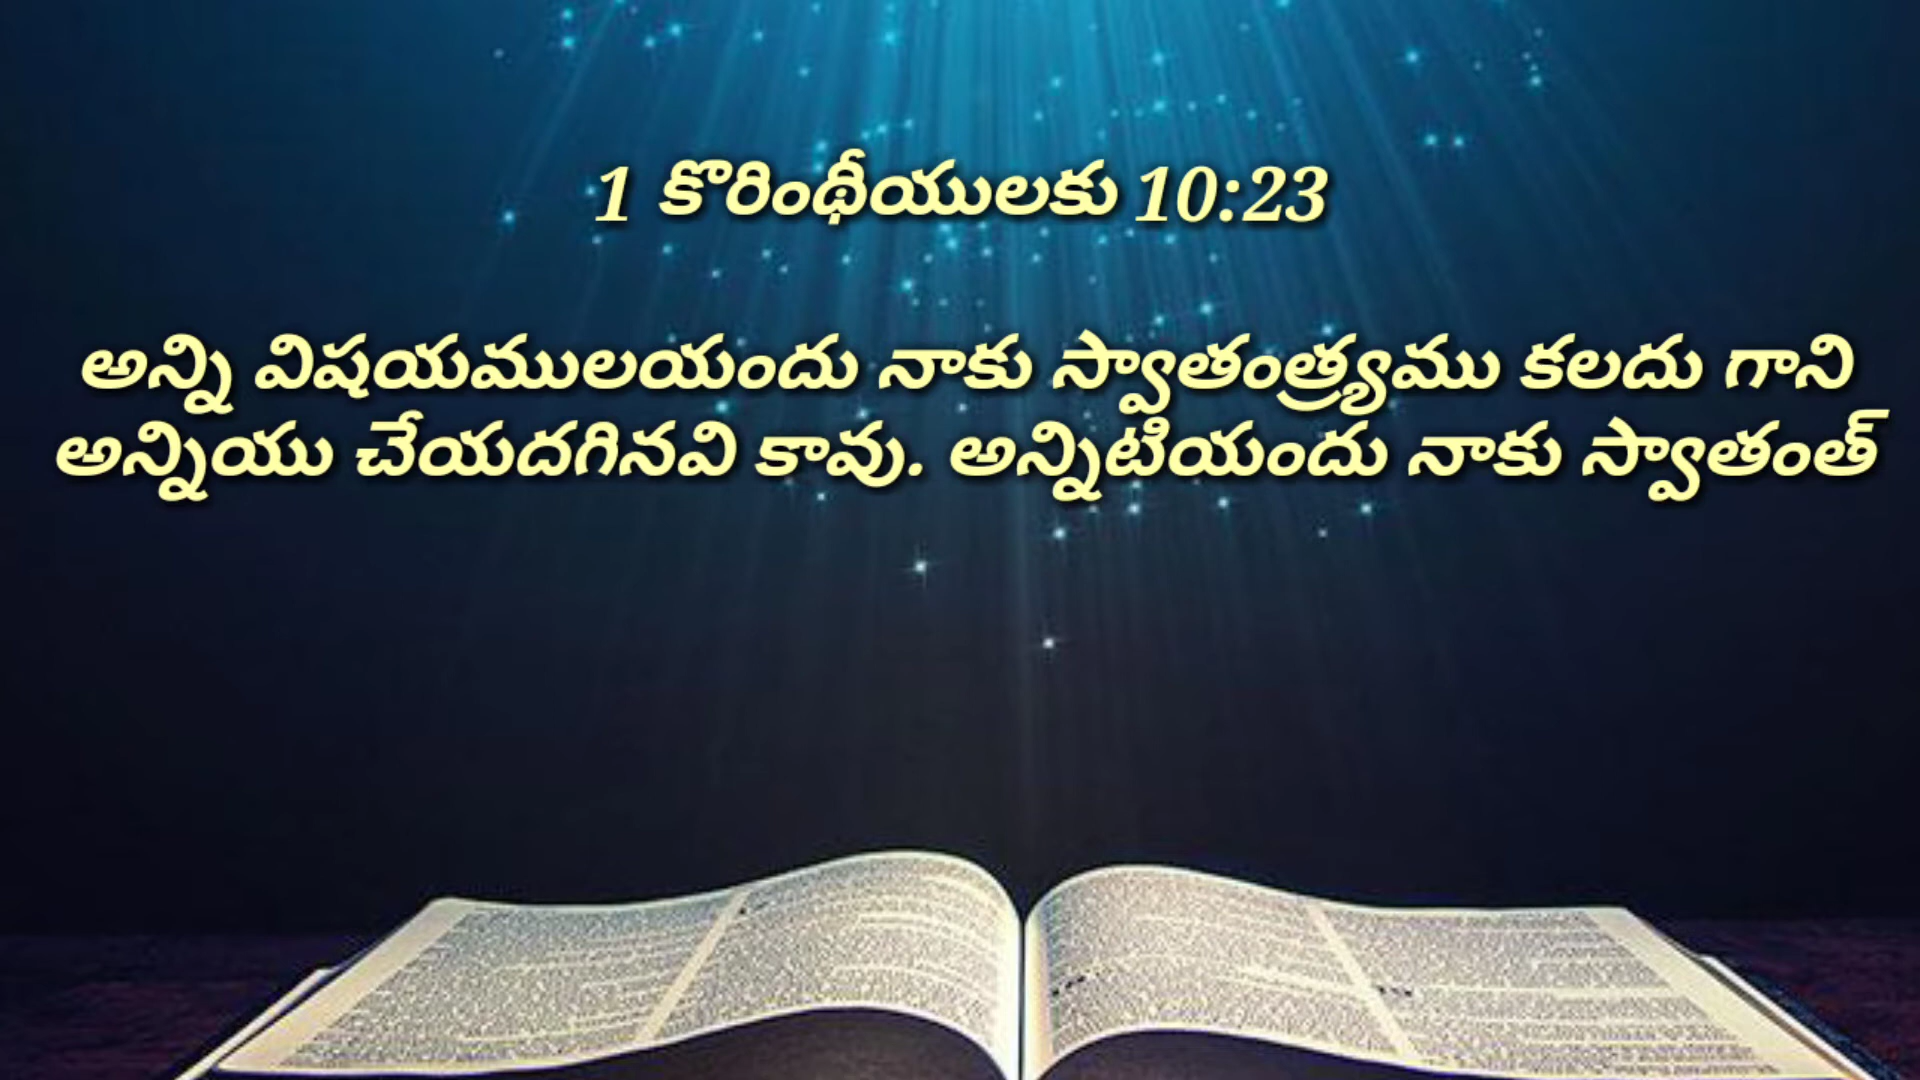 1 కొరింథీయులకు 10:23
అన్ని విషయములయందు నాకు స్వాతంత్ర్యము కలదు గాని
అన్నియు చేయదగినవి కావు. అన్నిటియందు నాకు స్వాతంత్